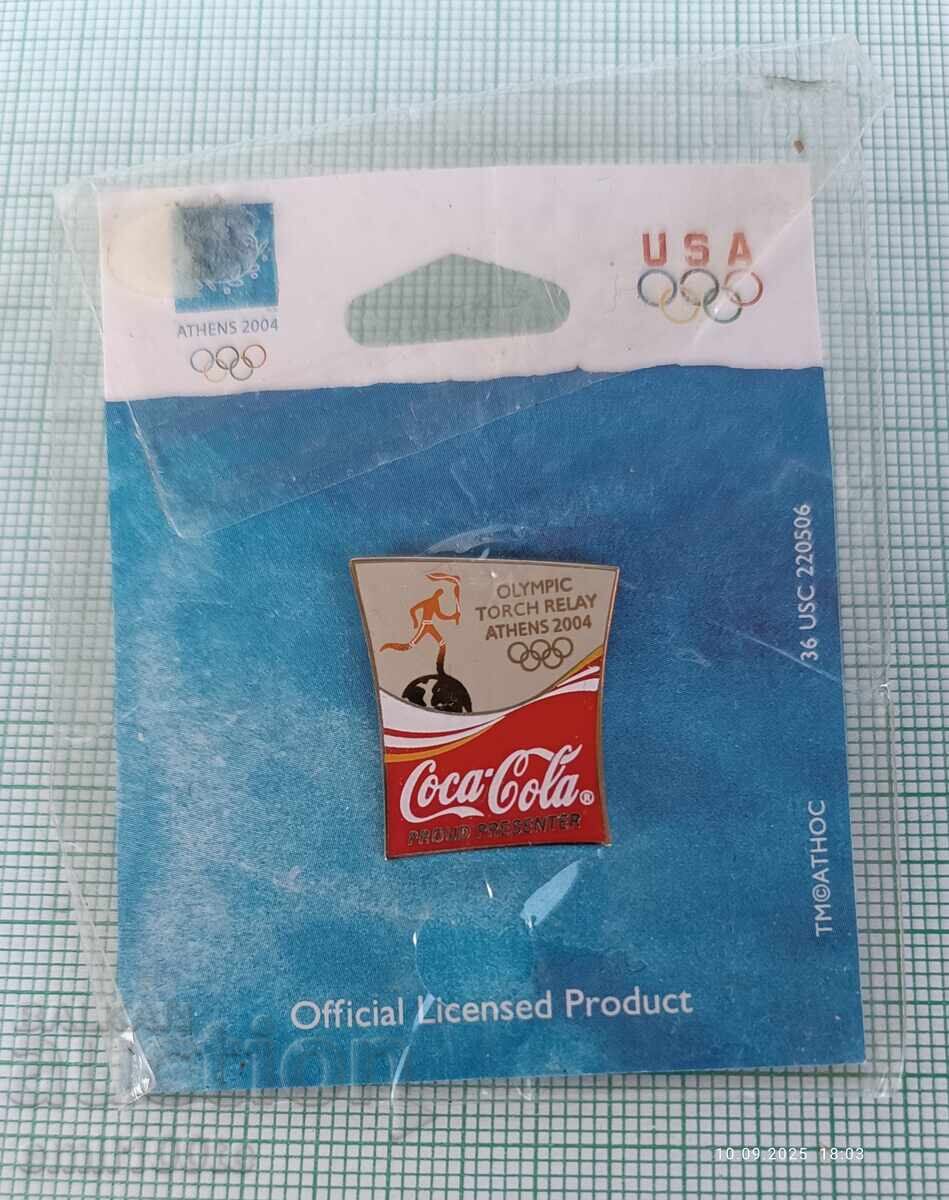 USA
ATHENS 2004
36 USC 220506
OLYMPIC
TORCH RELAY
ATHENS 2004
Coca-Cola®
PROUD PRESENTER
TM©ATHOC
Official Licensed Product
10.09.2025 18:03